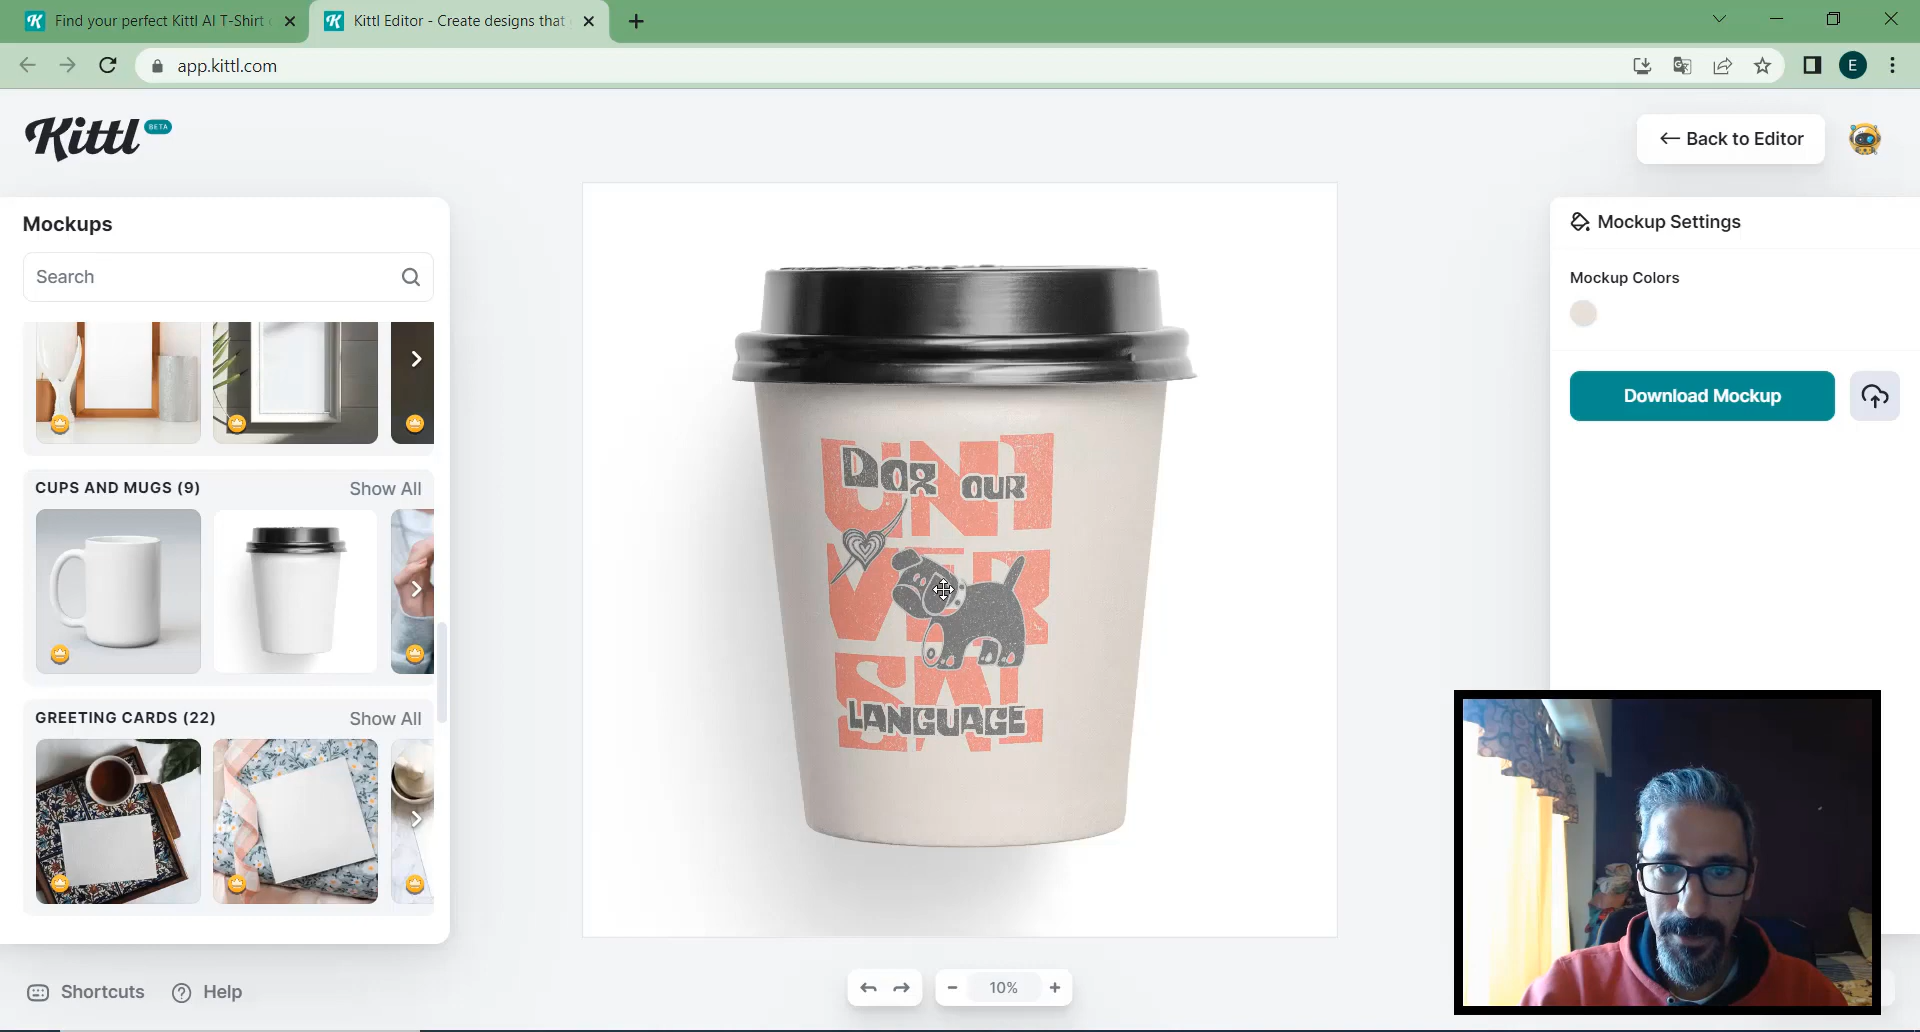 Find your perfect Kittl AI T-Shirt
Kittl Editor - Create designs that
app.kittl.com
E
Kittl BETA
← Back to Editor
Mockups
Search
CUPS AND MUGS (9)
Show All
GREETING CARDS (22)
Show All
UNI
DOX OUR
VER
SAL
LANGUAGE
Mockup Settings
Mockup Colors
Download Mockup
Shortcuts
Help
10%